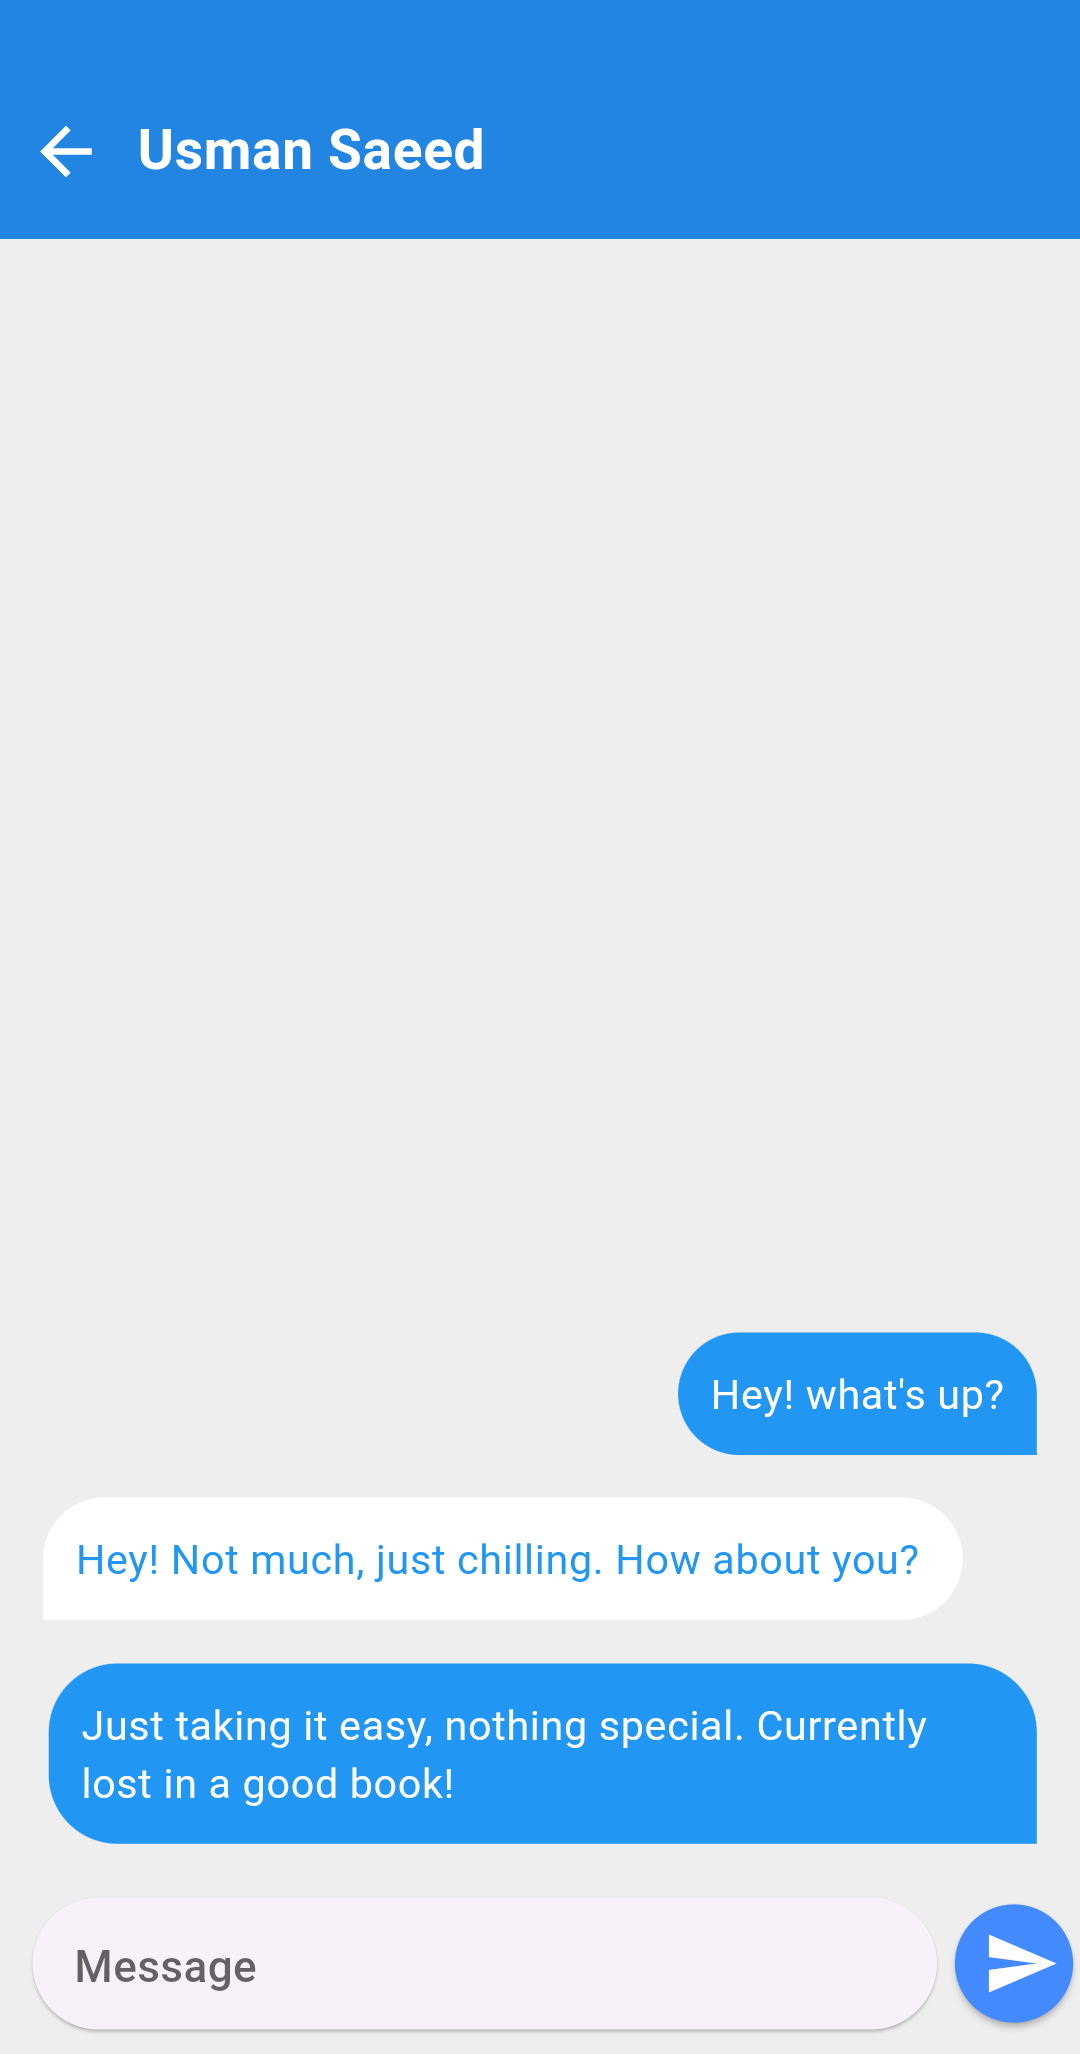 Usman Saeed
Hey! what's up?
Hey! Not much, just chilling. How about you?
Just taking it easy, nothing special. Currently
lost in a good book!
Message